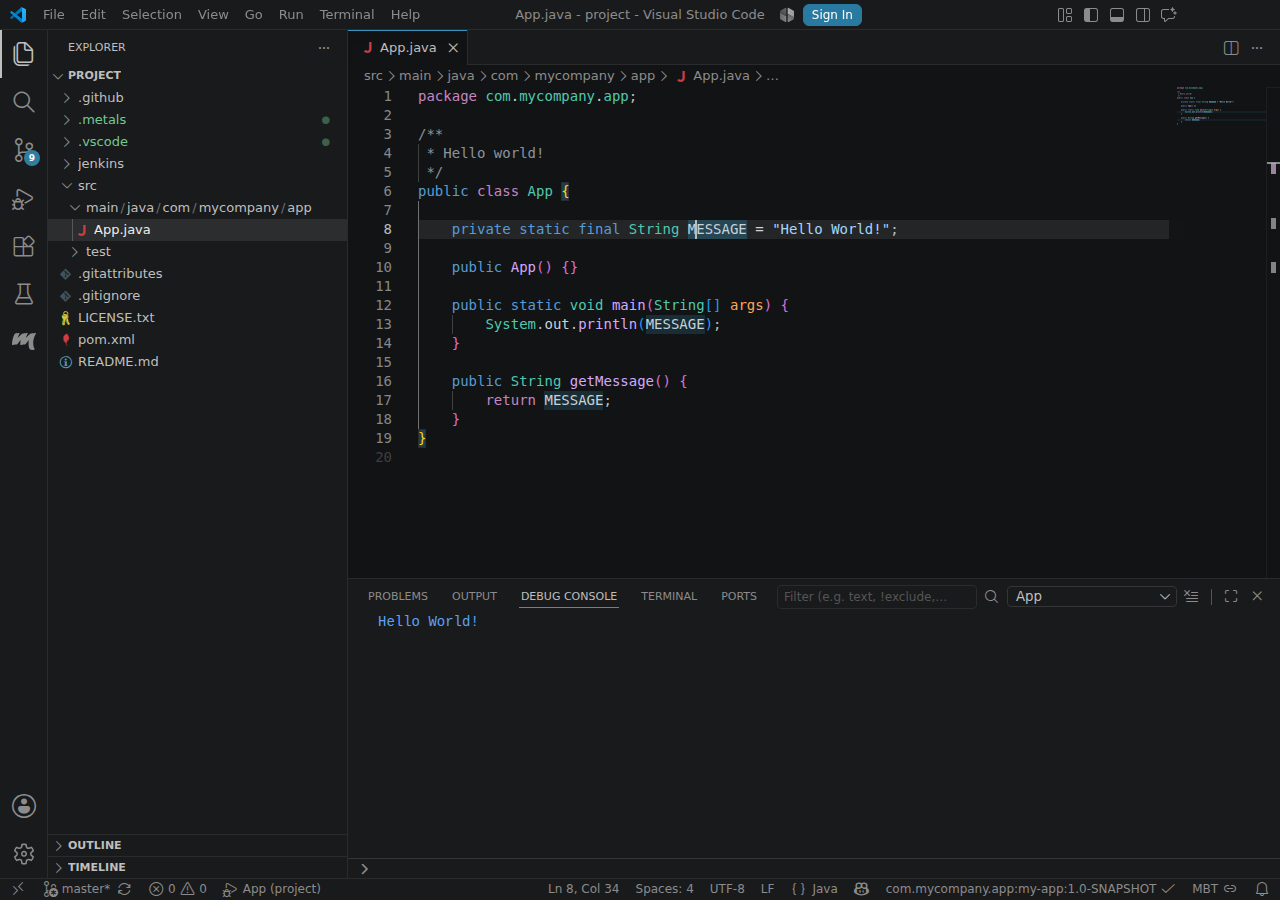 File Edit Selection View Go Run Terminal Help
App.java - project - Visual Studio Code
Sign In
EXPLORER
PROJECT
.github
.metals
.vscode
jenkins
src
main / java / com / mycompany / app
App.java
test
.gitattributes
.gitignore
LICENSE.txt
pom.xml
README.md
OUTLINE
TIMELINE
9
App.java
src > main > java > com > mycompany > app > App.java > ...
1 package com.mycompany.app;
2
3 /**
4  * Hello world!
5  */
6 public class App {
7
8     private static final String MESSAGE = "Hello World!";
9
10     public App() {}
11
12     public static void main(String[] args) {
13         System.out.println(MESSAGE);
14     }
15
16     public String getMessage() {
17         return MESSAGE;
18     }
19 }
20
PROBLEMS OUTPUT DEBUG CONSOLE TERMINAL PORTS
Filter (e.g. text, !exclude,...
App
Hello World!
master* 0 0 App (project)
Ln 8, Col 34 Spaces: 4 UTF-8 LF { } Java com.mycompany.app:my-app:1.0-SNAPSHOT MBT